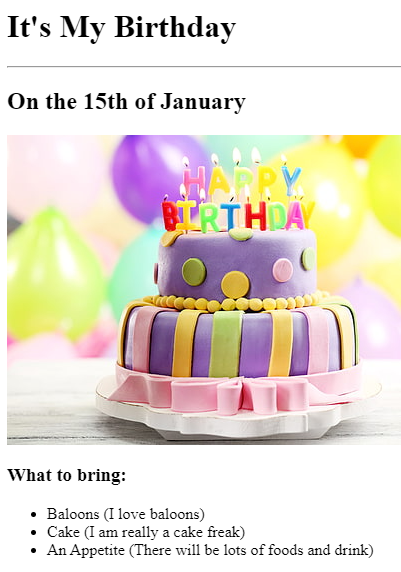 It's My Birthday
On the 15th of January
HAPPY
BIRTHDAY
What to bring:
Baloons (I love baloons)
Cake (I am really a cake freak)
An Appetite (There will be lots of foods and drink)